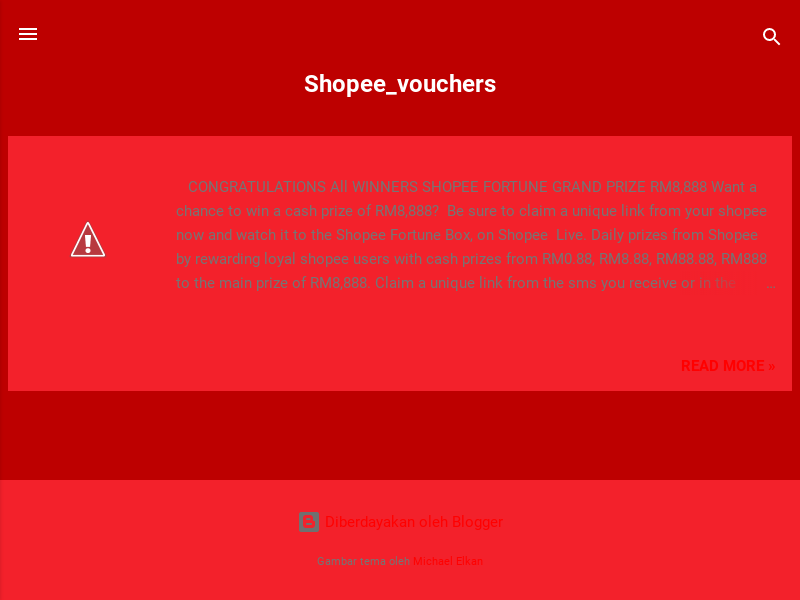 Shopee_vouchers
CONGRATULATIONS All WINNERS SHOPEE FORTUNE GRAND PRIZE RM8,888 Want a
chance to win a cash prize of RM8,888?  Be sure to claim a unique link from your shopee
now and watch it to the Shopee Fortune Box, on Shopee  Live. Daily prizes from Shopee
by rewarding loyal shopee users with cash prizes from RM0.88, RM8.88, RM88.88, RM888
to the main prize of RM8,888. Claim a unique link from the sms you receive or in the ...
READ MORE »
Diberdayakan oleh Blogger
Gambar tema oleh Michael Elkan